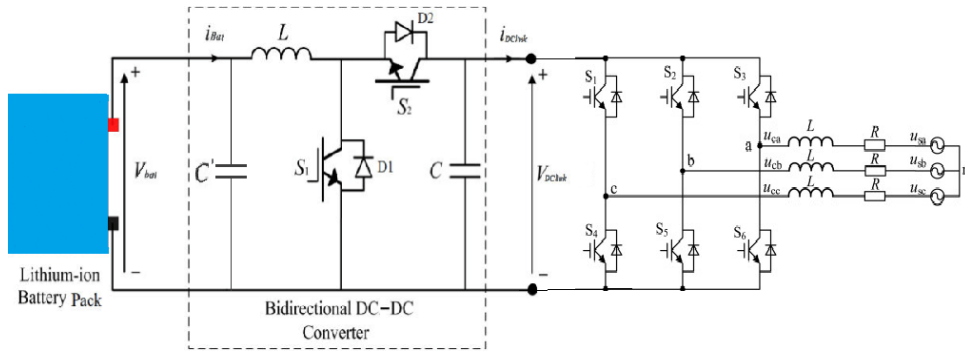 D2
i_Bat
L
i_DClink
S₂
+
+
S₁
S₂
S₃
L
R
a
u_ca
u_sa
V_bat
C'
S₁
D1
C
V_DClink
b
u_cb
L
R
u_sb
c
u_cc
L
R
u_sc
S₄
S₅
S₆
−
−
Lithium-ion
Battery Pack
Bidirectional DC−DC
Converter